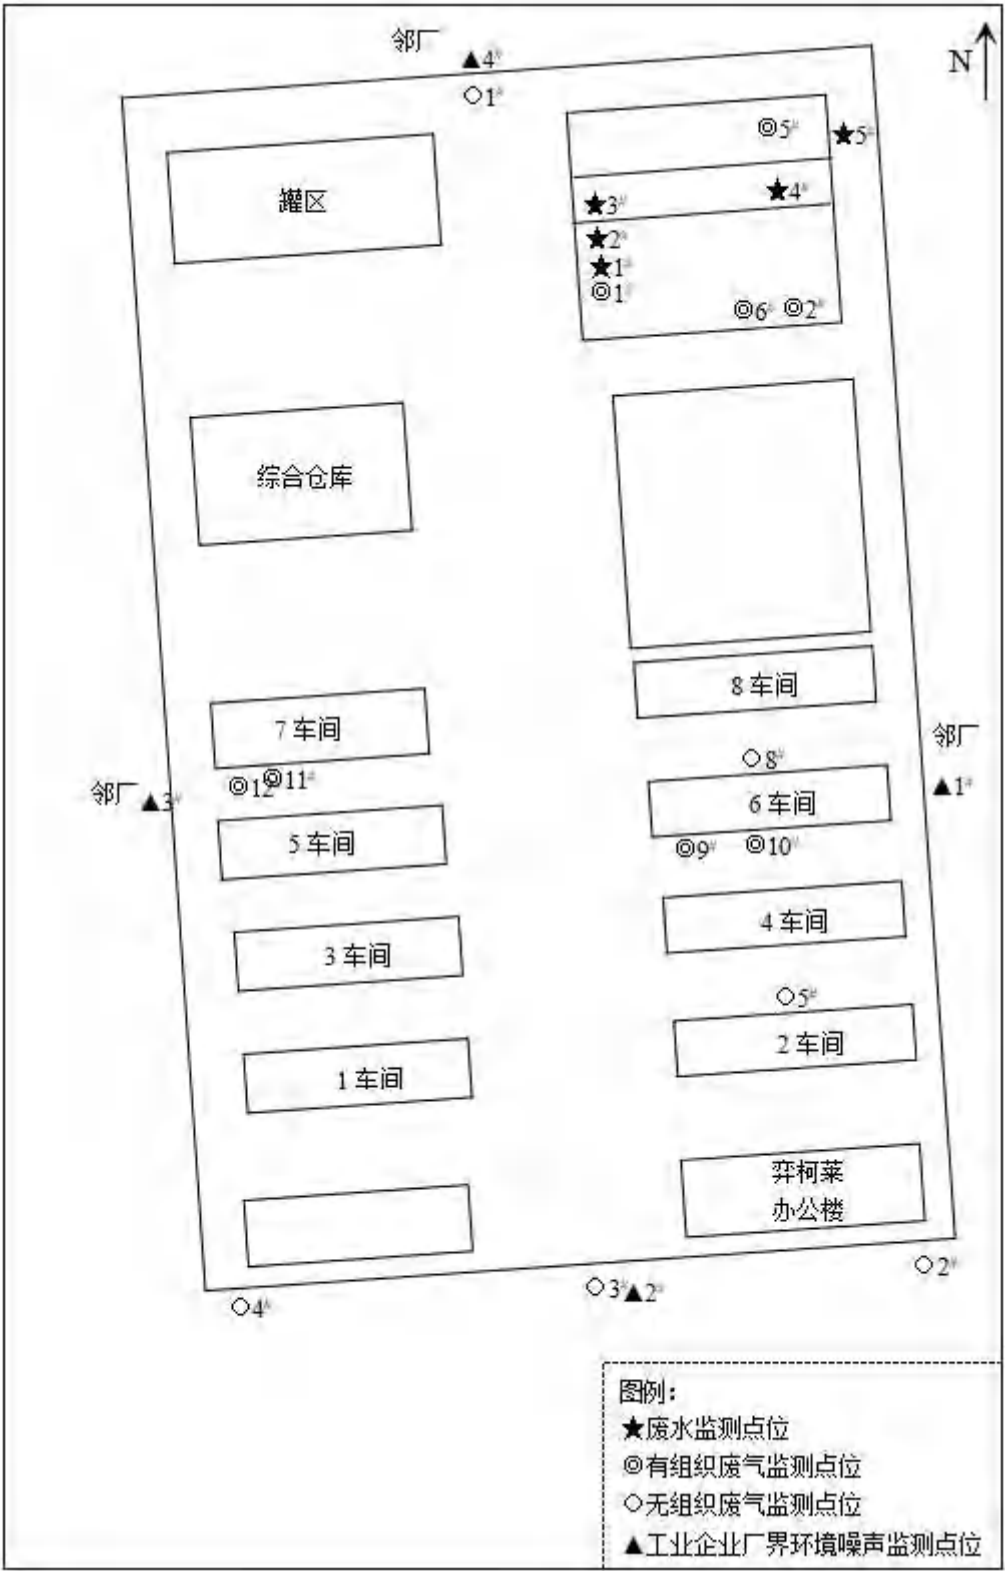 邻厂
▲4#
○1#
N
◎5#
★5#
罐区
★4#
★3#
★2#
★1#
◎1#
◎6# ◎2#
综合仓库
8 车间
7 车间
邻厂
○8#
◎12 ◎11#
邻厂▲3#
▲1#
6 车间
5 车间
◎9# ◎10#
4 车间
3 车间
○5#
2 车间
1 车间
弈柯莱
办公楼
○2#
○3#▲2#
○4#
图例：
★废水监测点位
◎有组织废气监测点位
○无组织废气监测点位
▲工业企业厂界环境噪声监测点位